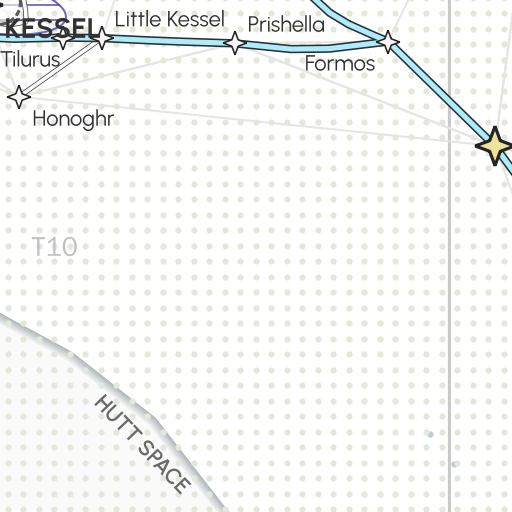 Little Kessel
Prishella
KESSEL
Tilurus
Formos
Honoghr
T10
HUTT SPACE